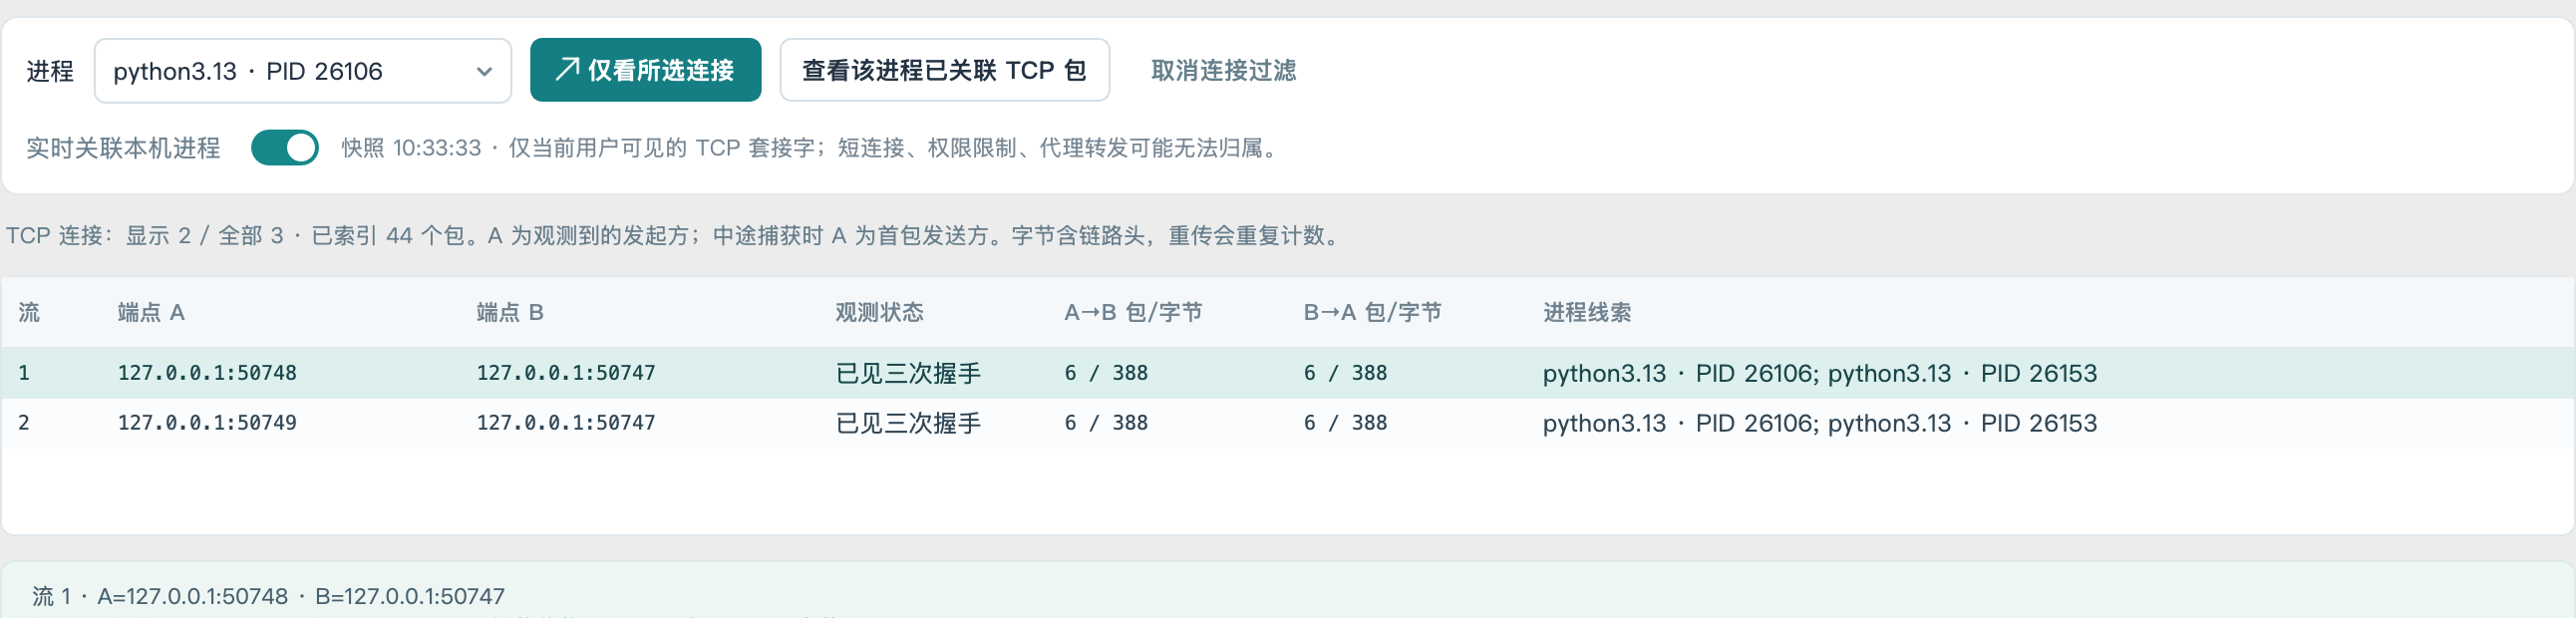 进程 python3.13 · PID 26106 仅看所选连接 查看该进程已关联 TCP 包 取消连接过滤
实时关联本机进程 快照 10:33:33 · 仅当前用户可见的 TCP 套接字；短连接、权限限制、代理转发可能无法归属。
TCP 连接：显示 2 / 全部 3 · 已索引 44 个包。A 为观测到的发起方；中途捕获时 A 为首包发送方。字节含链路头，重传会重复计数。
流 端点 A 端点 B 观测状态 A→B 包/字节 B→A 包/字节 进程线索
1 127.0.0.1:50748 127.0.0.1:50747 已见三次握手 6 / 388 6 / 388 python3.13 · PID 26106; python3.13 · PID 26153
2 127.0.0.1:50749 127.0.0.1:50747 已见三次握手 6 / 388 6 / 388 python3.13 · PID 26106; python3.13 · PID 26153
流 1 · A=127.0.0.1:50748 · B=127.0.0.1:50747